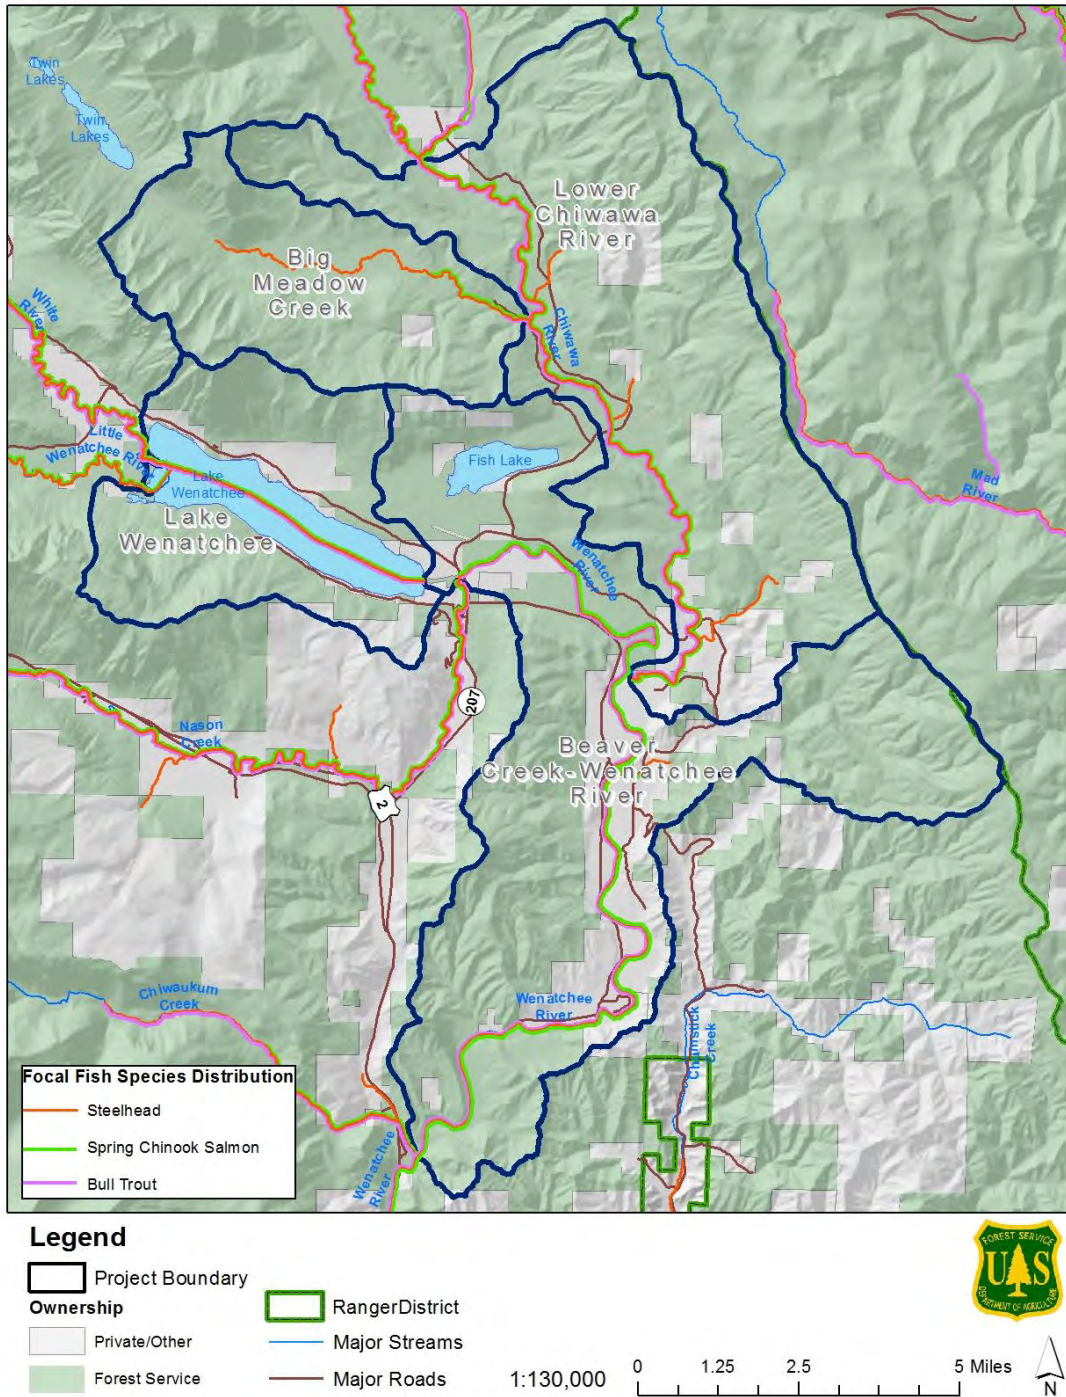 Twin
Lakes
Twin
Lakes
Lower
Chiwawa
River
Big
Meadow
Creek
White
River
Chiwawa
River
Little
Wenatchee River
Lake
Wenatchee
Fish Lake
Lake
Wenatchee
Mad
River
Wenatchee
River
207
Nason
Creek
Beaver
Creek-Wenatchee
River
2
Chiwaukum
Creek
Wenatchee
River
Chumstick
Creek
Wenatchee
River
Focal Fish Species Distribution
Steelhead
Spring Chinook Salmon
Bull Trout
Legend
Project Boundary
Ownership
Private/Other
Forest Service
RangerDistrict
Major Streams
Major Roads
1:130,000
0 1.25 2.5 5 Miles
FOREST SERVICE
U S
DEPARTMENT OF AGRICULTURE
N